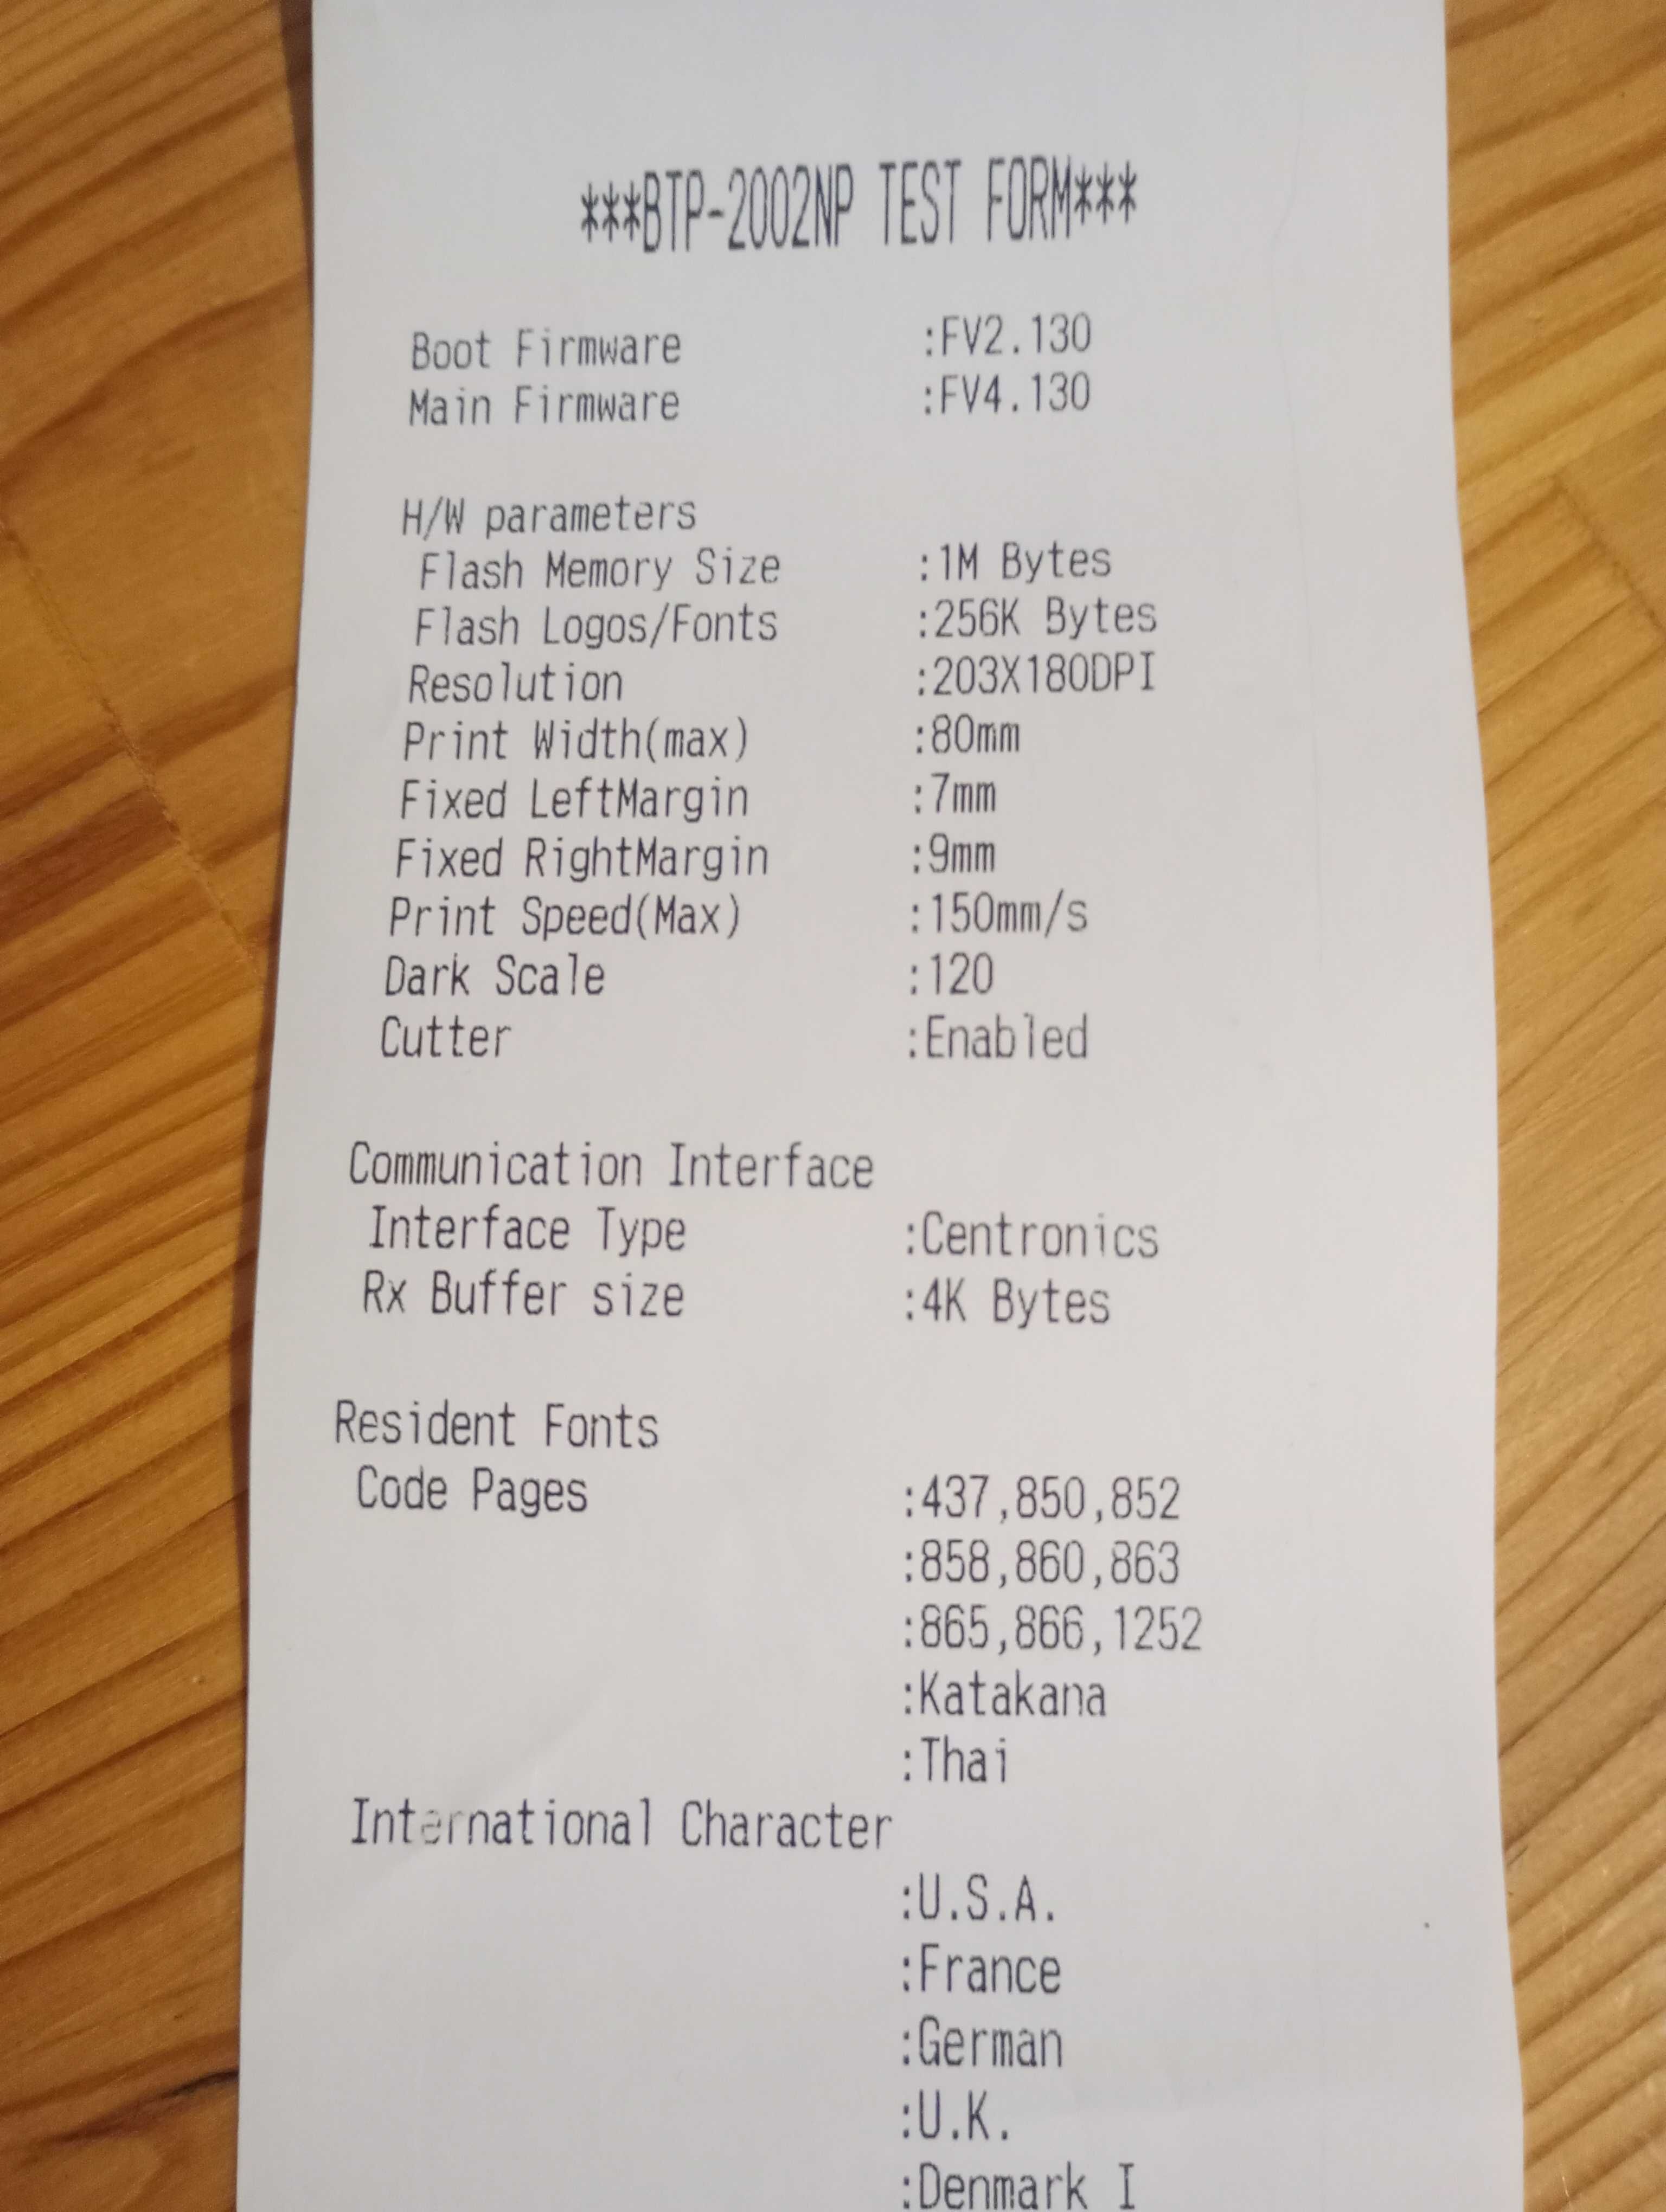 ***BTP-2002NP TEST FORM***
Boot Firmware :FV2.130
Main Firmware :FV4.130
H/W parameters
Flash Memory Size :1M Bytes
Flash Logos/Fonts :256K Bytes
Resolution :203X180DPI
Print Width(max) :80mm
Fixed LeftMargin :7mm
Fixed RightMargin :9mm
Print Speed(Max) :150mm/s
Dark Scale :120
Cutter :Enabled
Communication Interface
Interface Type :Centronics
Rx Buffer size :4K Bytes
Resident Fonts
Code Pages :437,850,852
:858,860,863
:865,866,1252
:Katakana
:Thai
International Character
:U.S.A.
:France
:German
:U.K.
:Denmark I